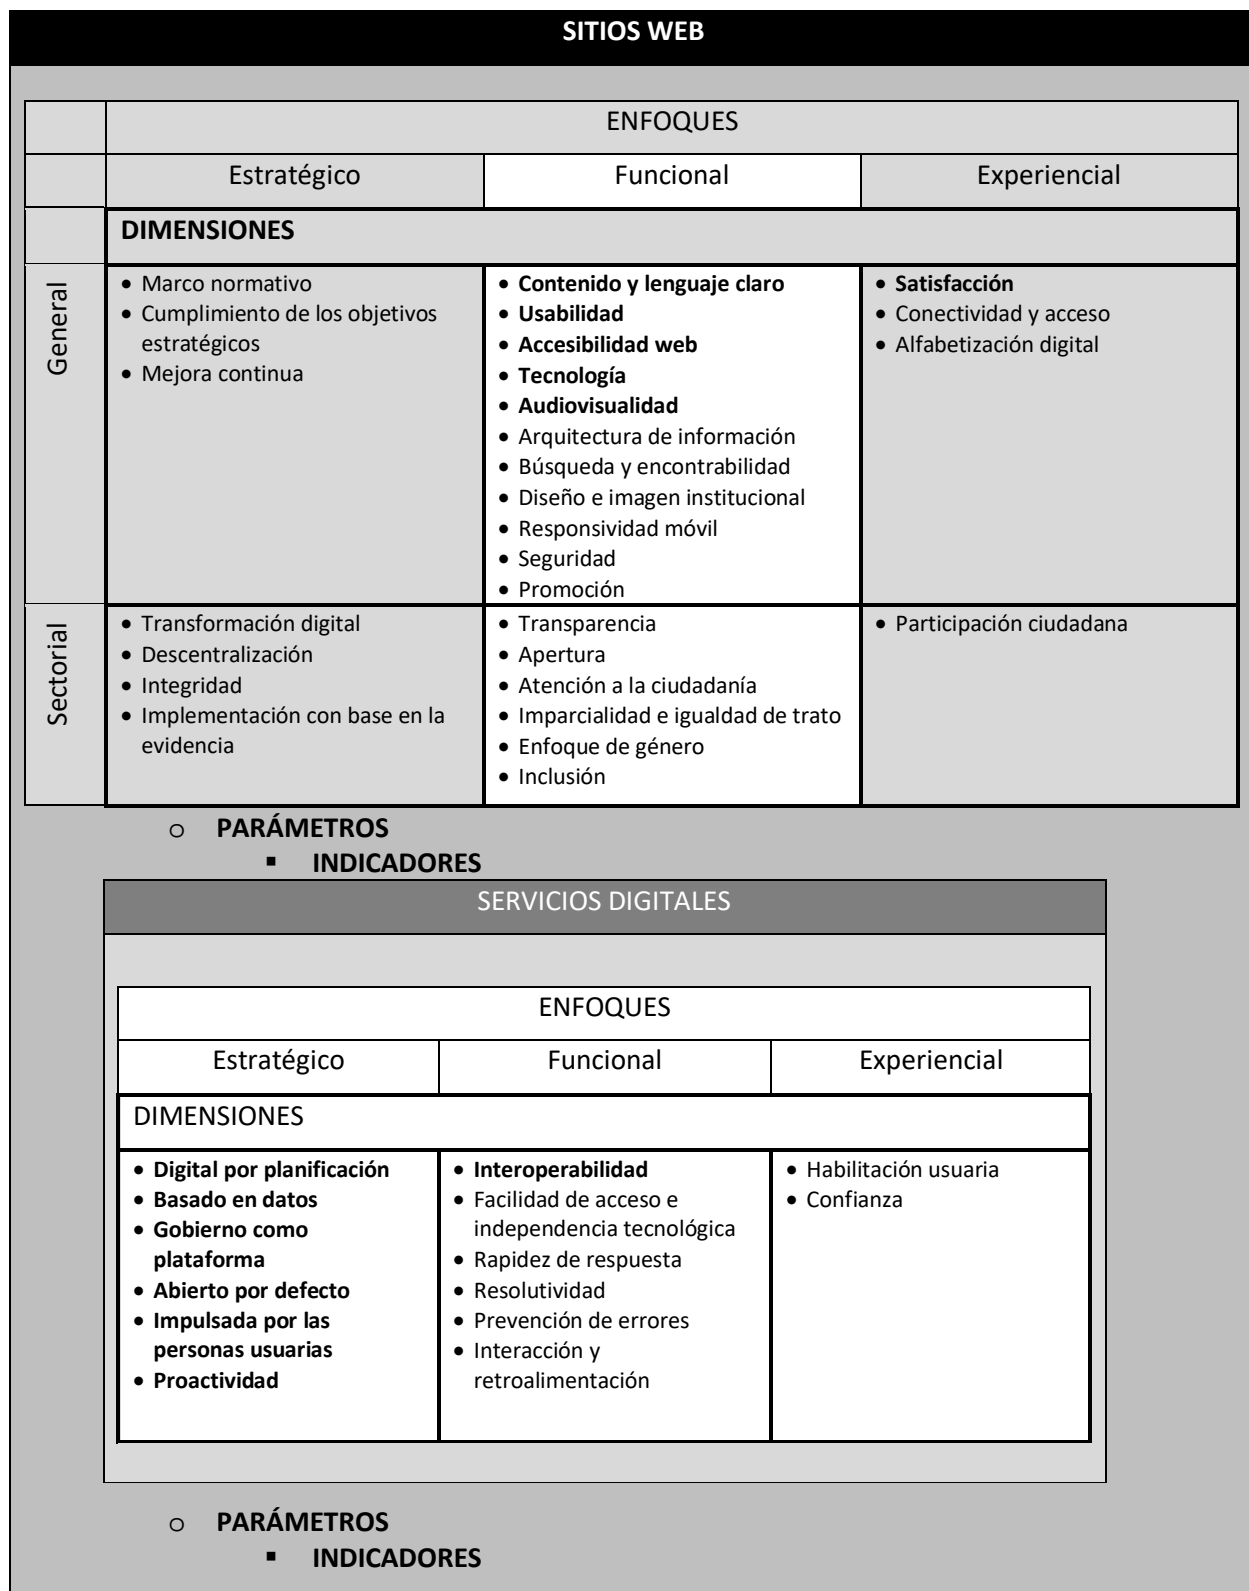 SITIOS WEB
ENFOQUES
Estratégico
Funcional
Experiencial
DIMENSIONES
General
• Marco normativo
• Cumplimiento de los objetivos
estratégicos
• Mejora continua
• Contenido y lenguaje claro
• Usabilidad
• Accesibilidad web
• Tecnología
• Audiovisualidad
• Arquitectura de información
• Búsqueda y encontrabilidad
• Diseño e imagen institucional
• Responsividad móvil
• Seguridad
• Promoción
• Satisfacción
• Conectividad y acceso
• Alfabetización digital
Sectorial
• Transformación digital
• Descentralización
• Integridad
• Implementación con base en la
evidencia
• Transparencia
• Apertura
• Atención a la ciudadanía
• Imparcialidad e igualdad de trato
• Enfoque de género
• Inclusión
• Participación ciudadana
o PARÁMETROS
▪ INDICADORES
SERVICIOS DIGITALES
ENFOQUES
Estratégico
Funcional
Experiencial
DIMENSIONES
• Digital por planificación
• Basado en datos
• Gobierno como
plataforma
• Abierto por defecto
• Impulsada por las
personas usuarias
• Proactividad
• Interoperabilidad
• Facilidad de acceso e
independencia tecnológica
• Rapidez de respuesta
• Resolutividad
• Prevención de errores
• Interacción y
retroalimentación
• Habilitación usuaria
• Confianza
o PARÁMETROS
▪ INDICADORES